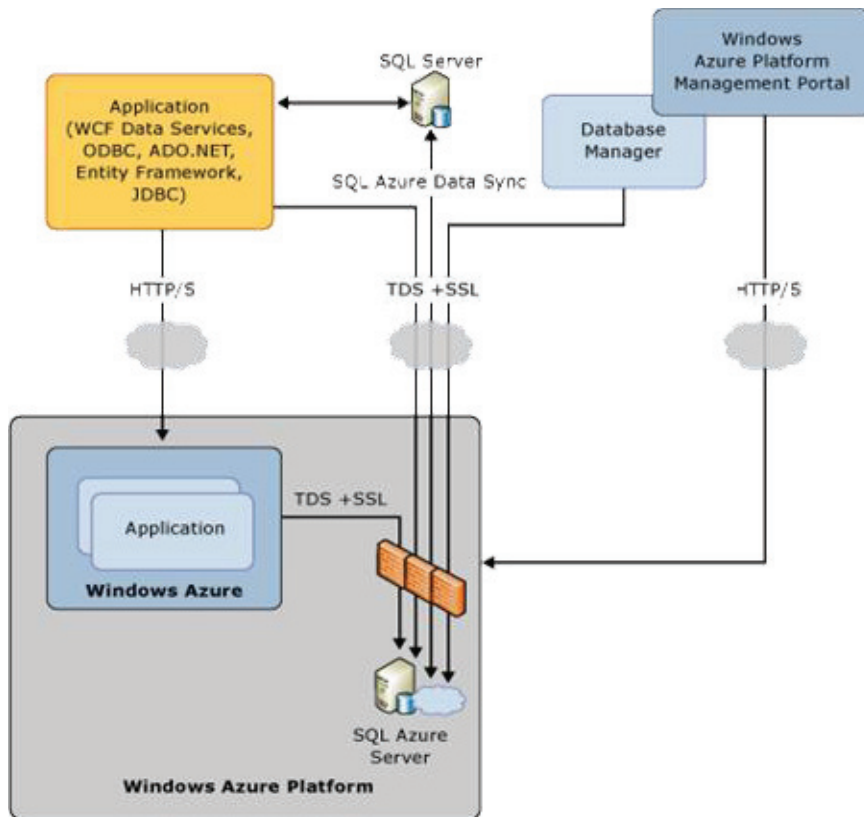 SQL Server
Windows
Azure Platform
Management Portal
Application
(WCF Data Services,
ODBC, ADO.NET,
Entity Framework,
JDBC)
Database
Manager
SQL Azure Data Sync
HTTP/S
TDS +SSL
HTTP/S
TDS +SSL
Application
Windows Azure
SQL Azure
Server
Windows Azure Platform